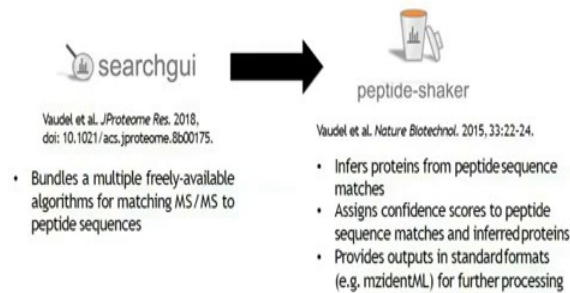 searchgui
Vaudel et al. JProteome Res. 2018,
doi: 10.1021/acs.jproteome.8b00175.
• Bundles a multiple freely-available
algorithms for matching MS/MS to
peptide sequences
peptide-shaker
Vaudel et al. Nature Biotechnol. 2015, 33:22-24.
• Infers proteins from peptide sequence
matches
• Assigns confidence scores to peptide
sequence matches and inferred proteins
• Provides outputs in standard formats
(e.g. mzidentML) for further processing